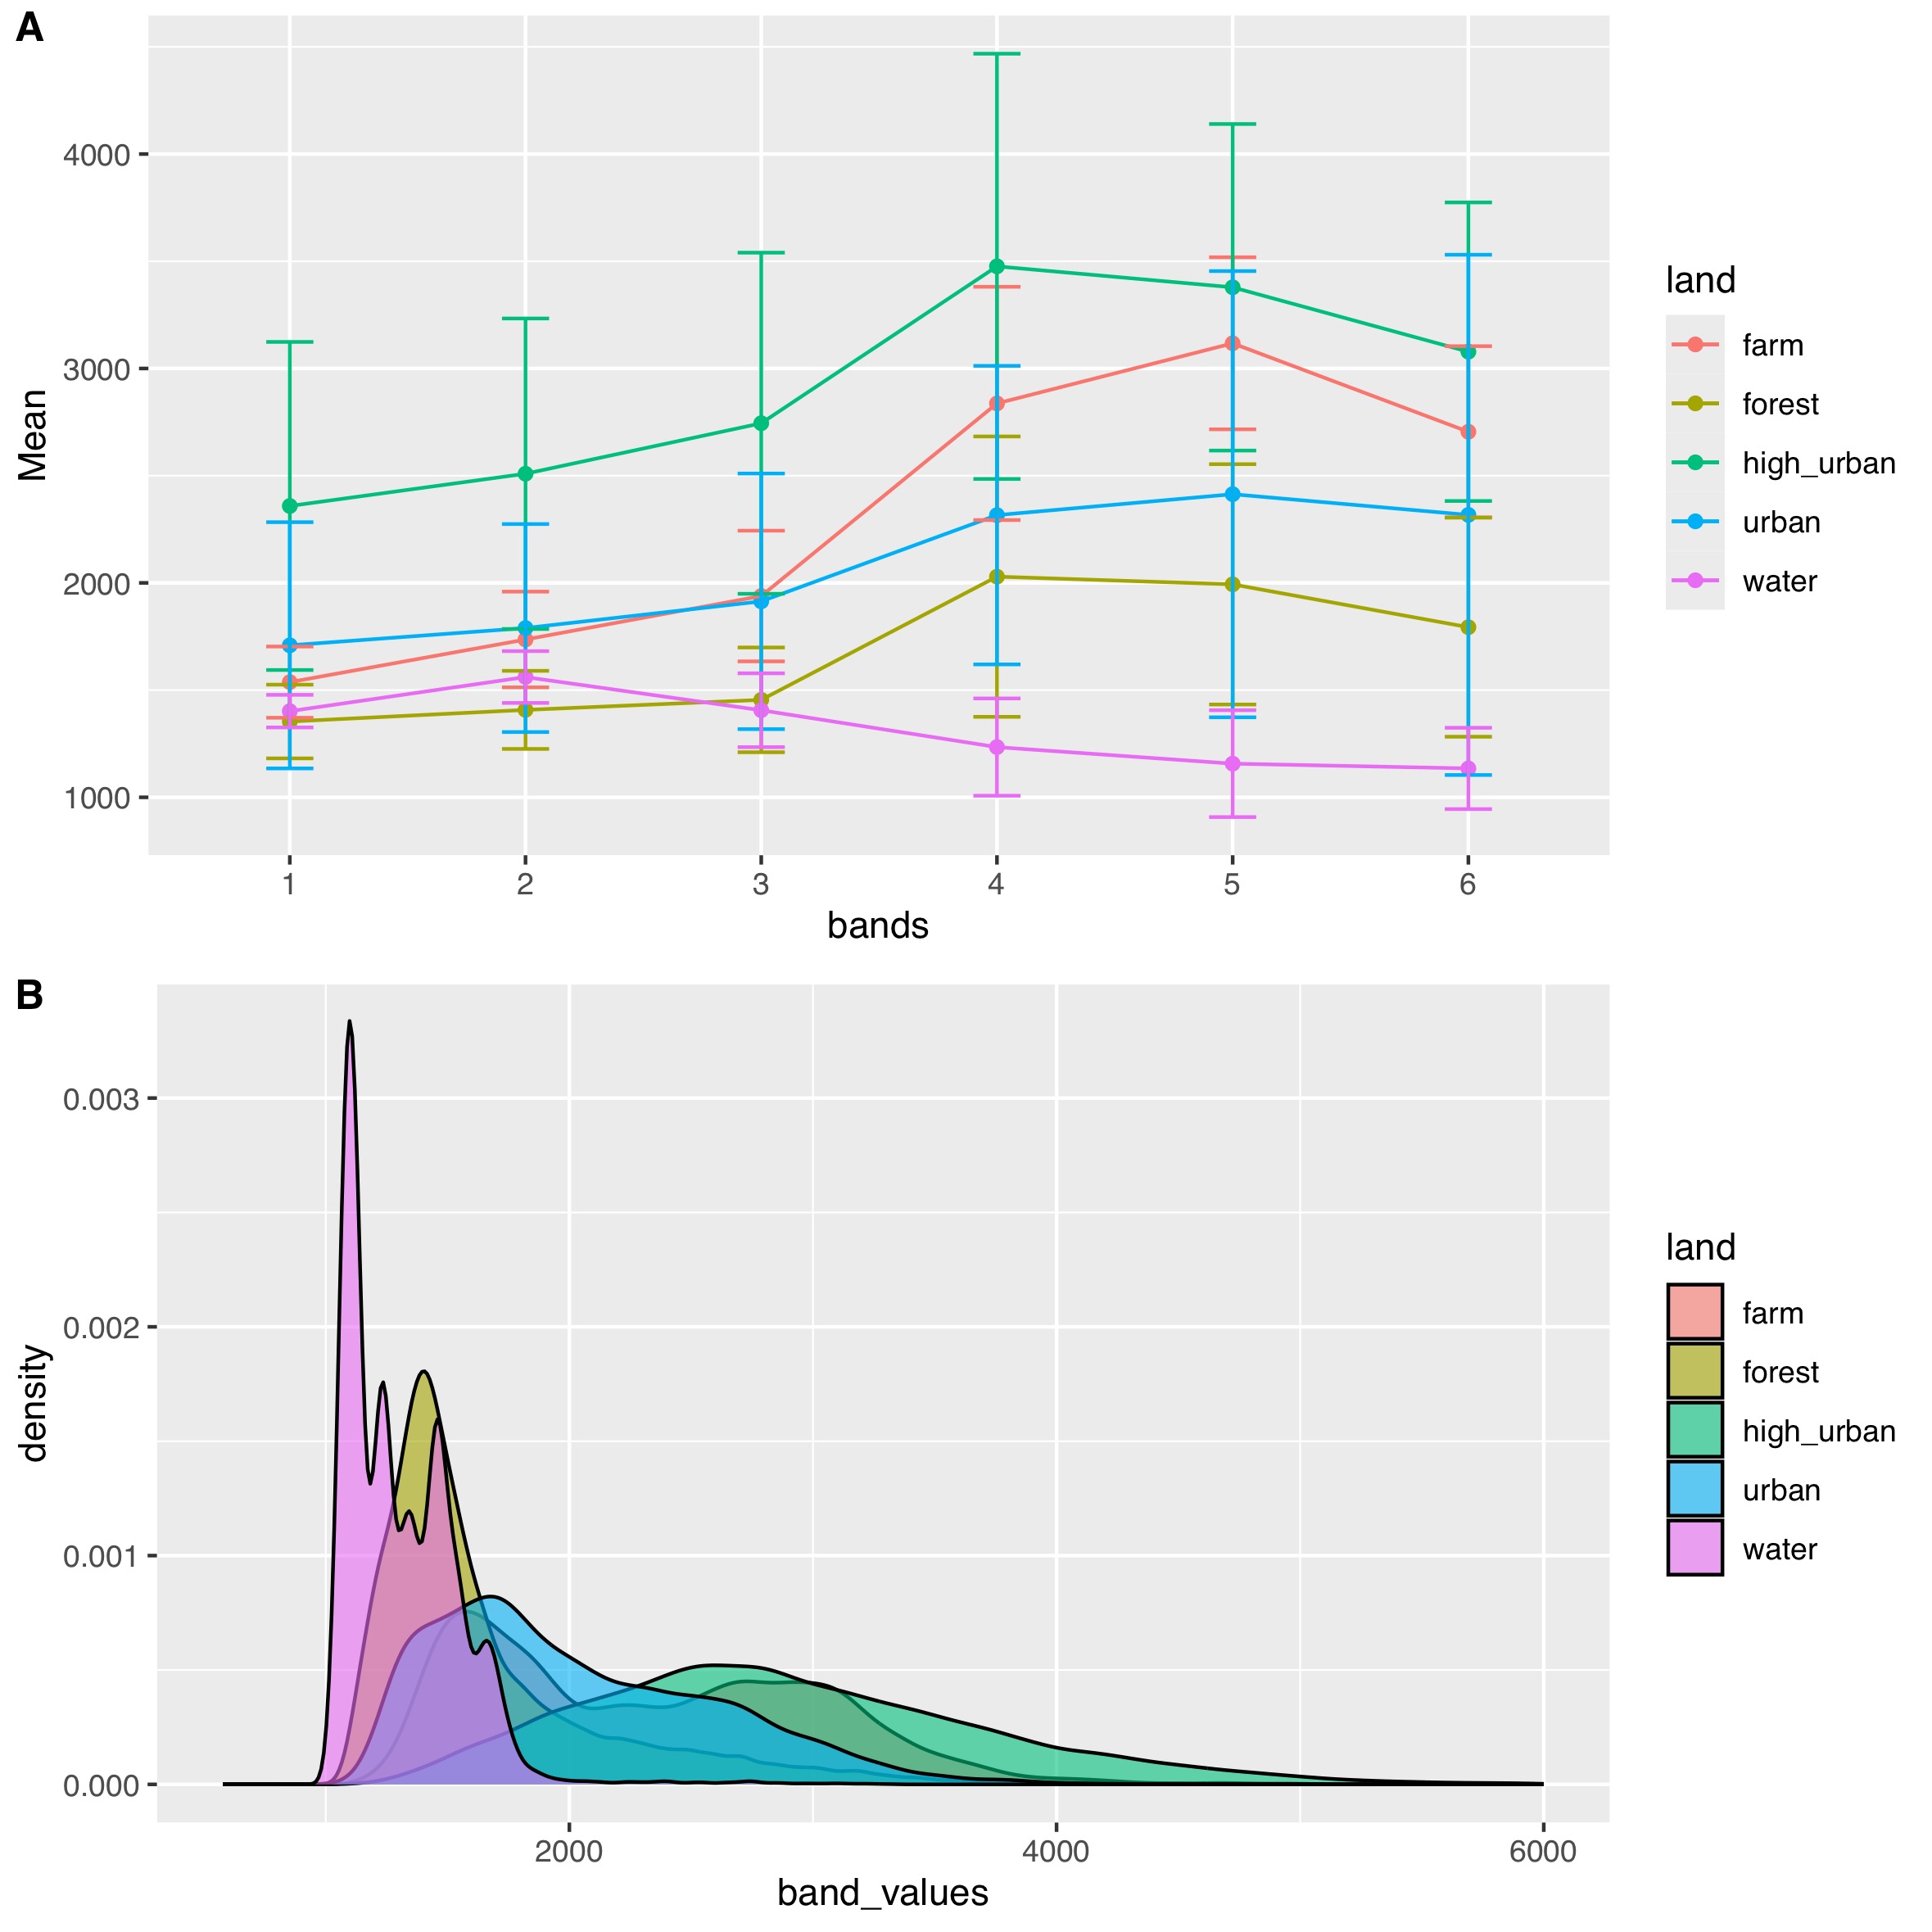 A
4000
3000
2000
1000
Mean
1 2 3 4 5 6
bands
land
farm
forest
high_urban
urban
water
B
0.003
0.002
0.001
0.000
density
2000 4000 6000
band_values
land
farm
forest
high_urban
urban
water